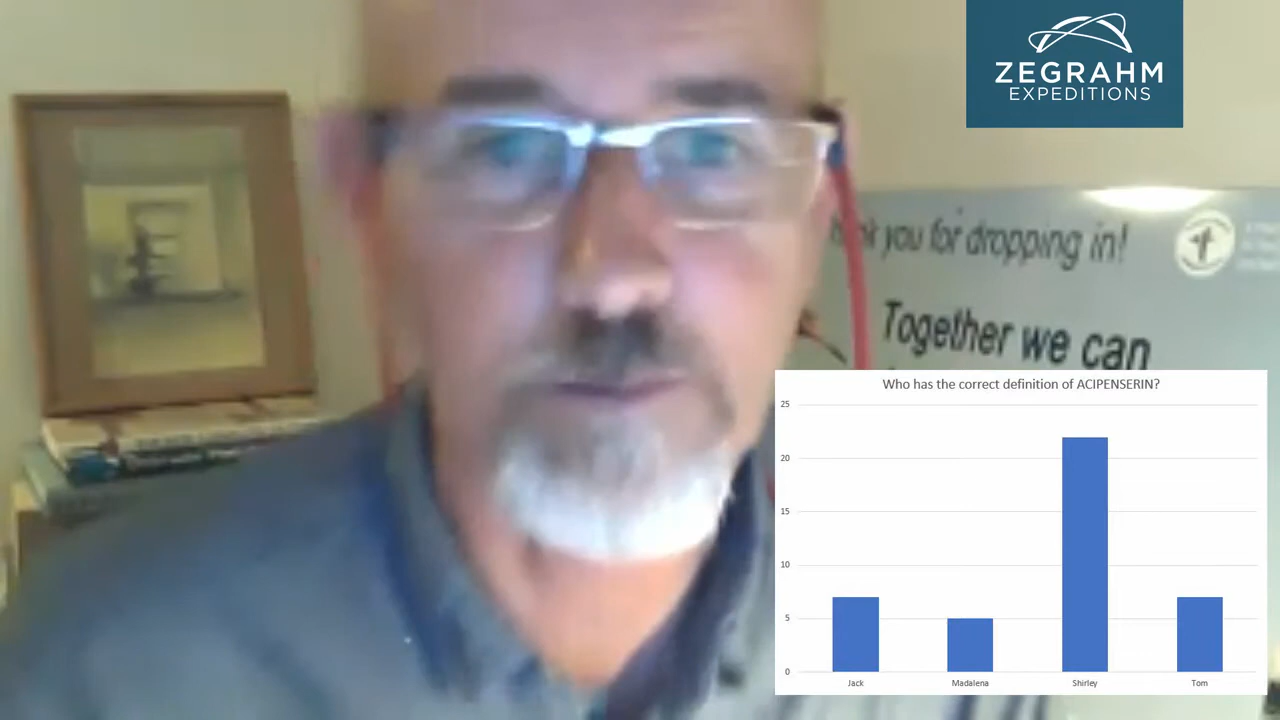 ZEGRAHM
EXPEDITIONS
you for dropping in!
Together we can
Who has the correct definition of ACIPENSERIN?
25
20
15
10
5
0
Jack
Madalena
Shirley
Tom